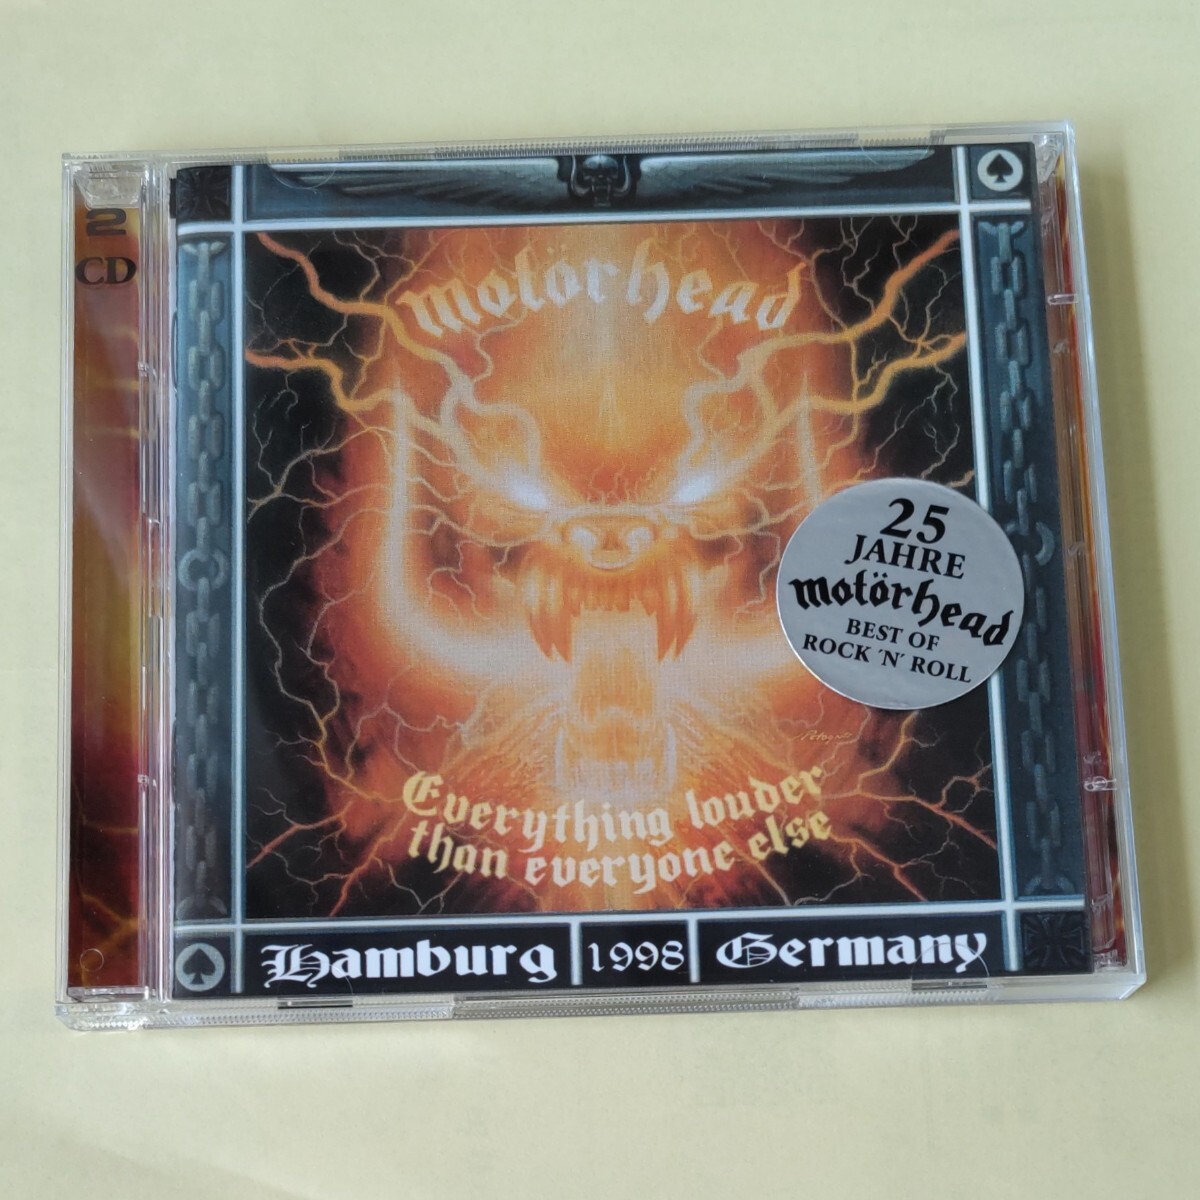 2
CD
motörhead
25
JAHRE
motörhead
BEST OF
ROCK ´N´ ROLL
Everything louder
than everyone else
Hamburg 1998 Germany